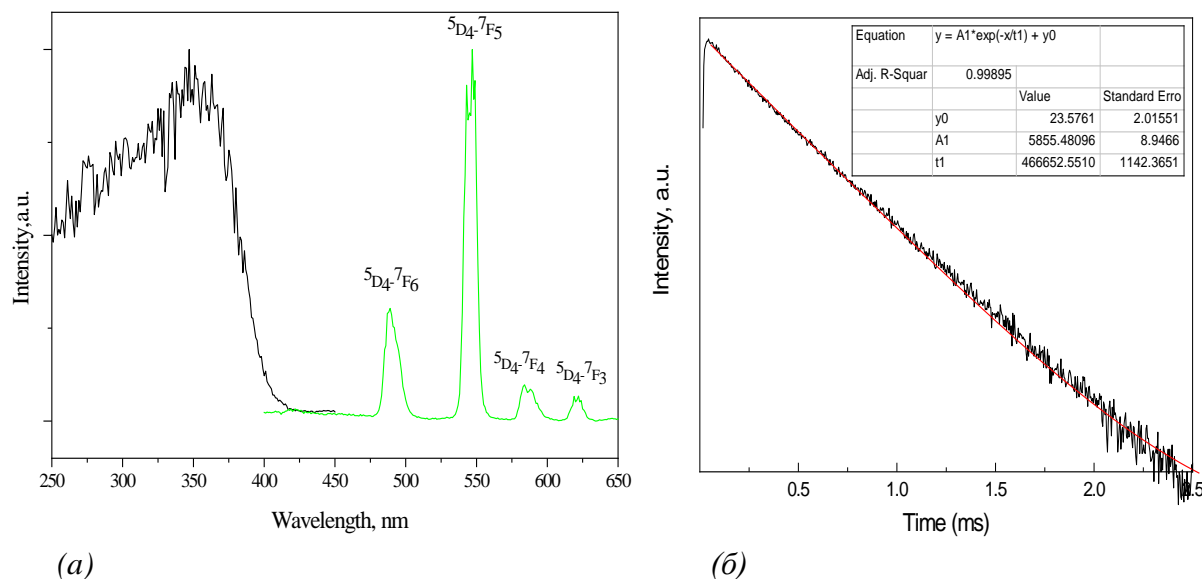 ⁵D₄-⁷F₅
⁵D₄-⁷F₆
⁵D₄-⁷F₄
⁵D₄-⁷F₃
Intensity,a.u.
250 300 350 400 450 500 550 600 650
Wavelength, nm
(а)
Equation y = A1*exp(-x/t1) + y0
Adj. R-Squar 0.99895
Value Standard Erro
y0 23.5761 2.01551
A1 5855.48096 8.9466
t1 466652.5510 1142.3651
Intensity, a.u.
0.5 1.0 1.5 2.0 2.5
Time (ms)
(б)